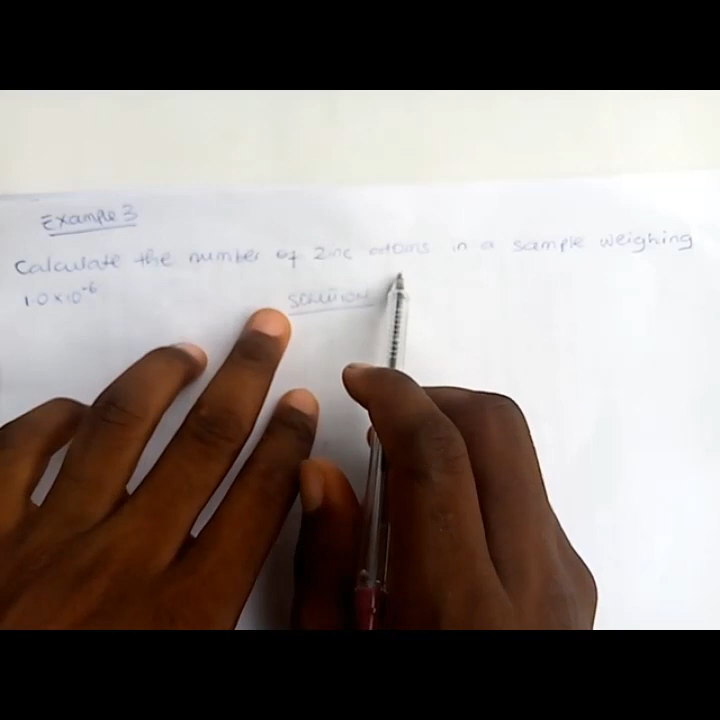 Example 3
Calculate the number of Zinc atoms in a sample weighing
1.0 x 10^-6
SOLUTION